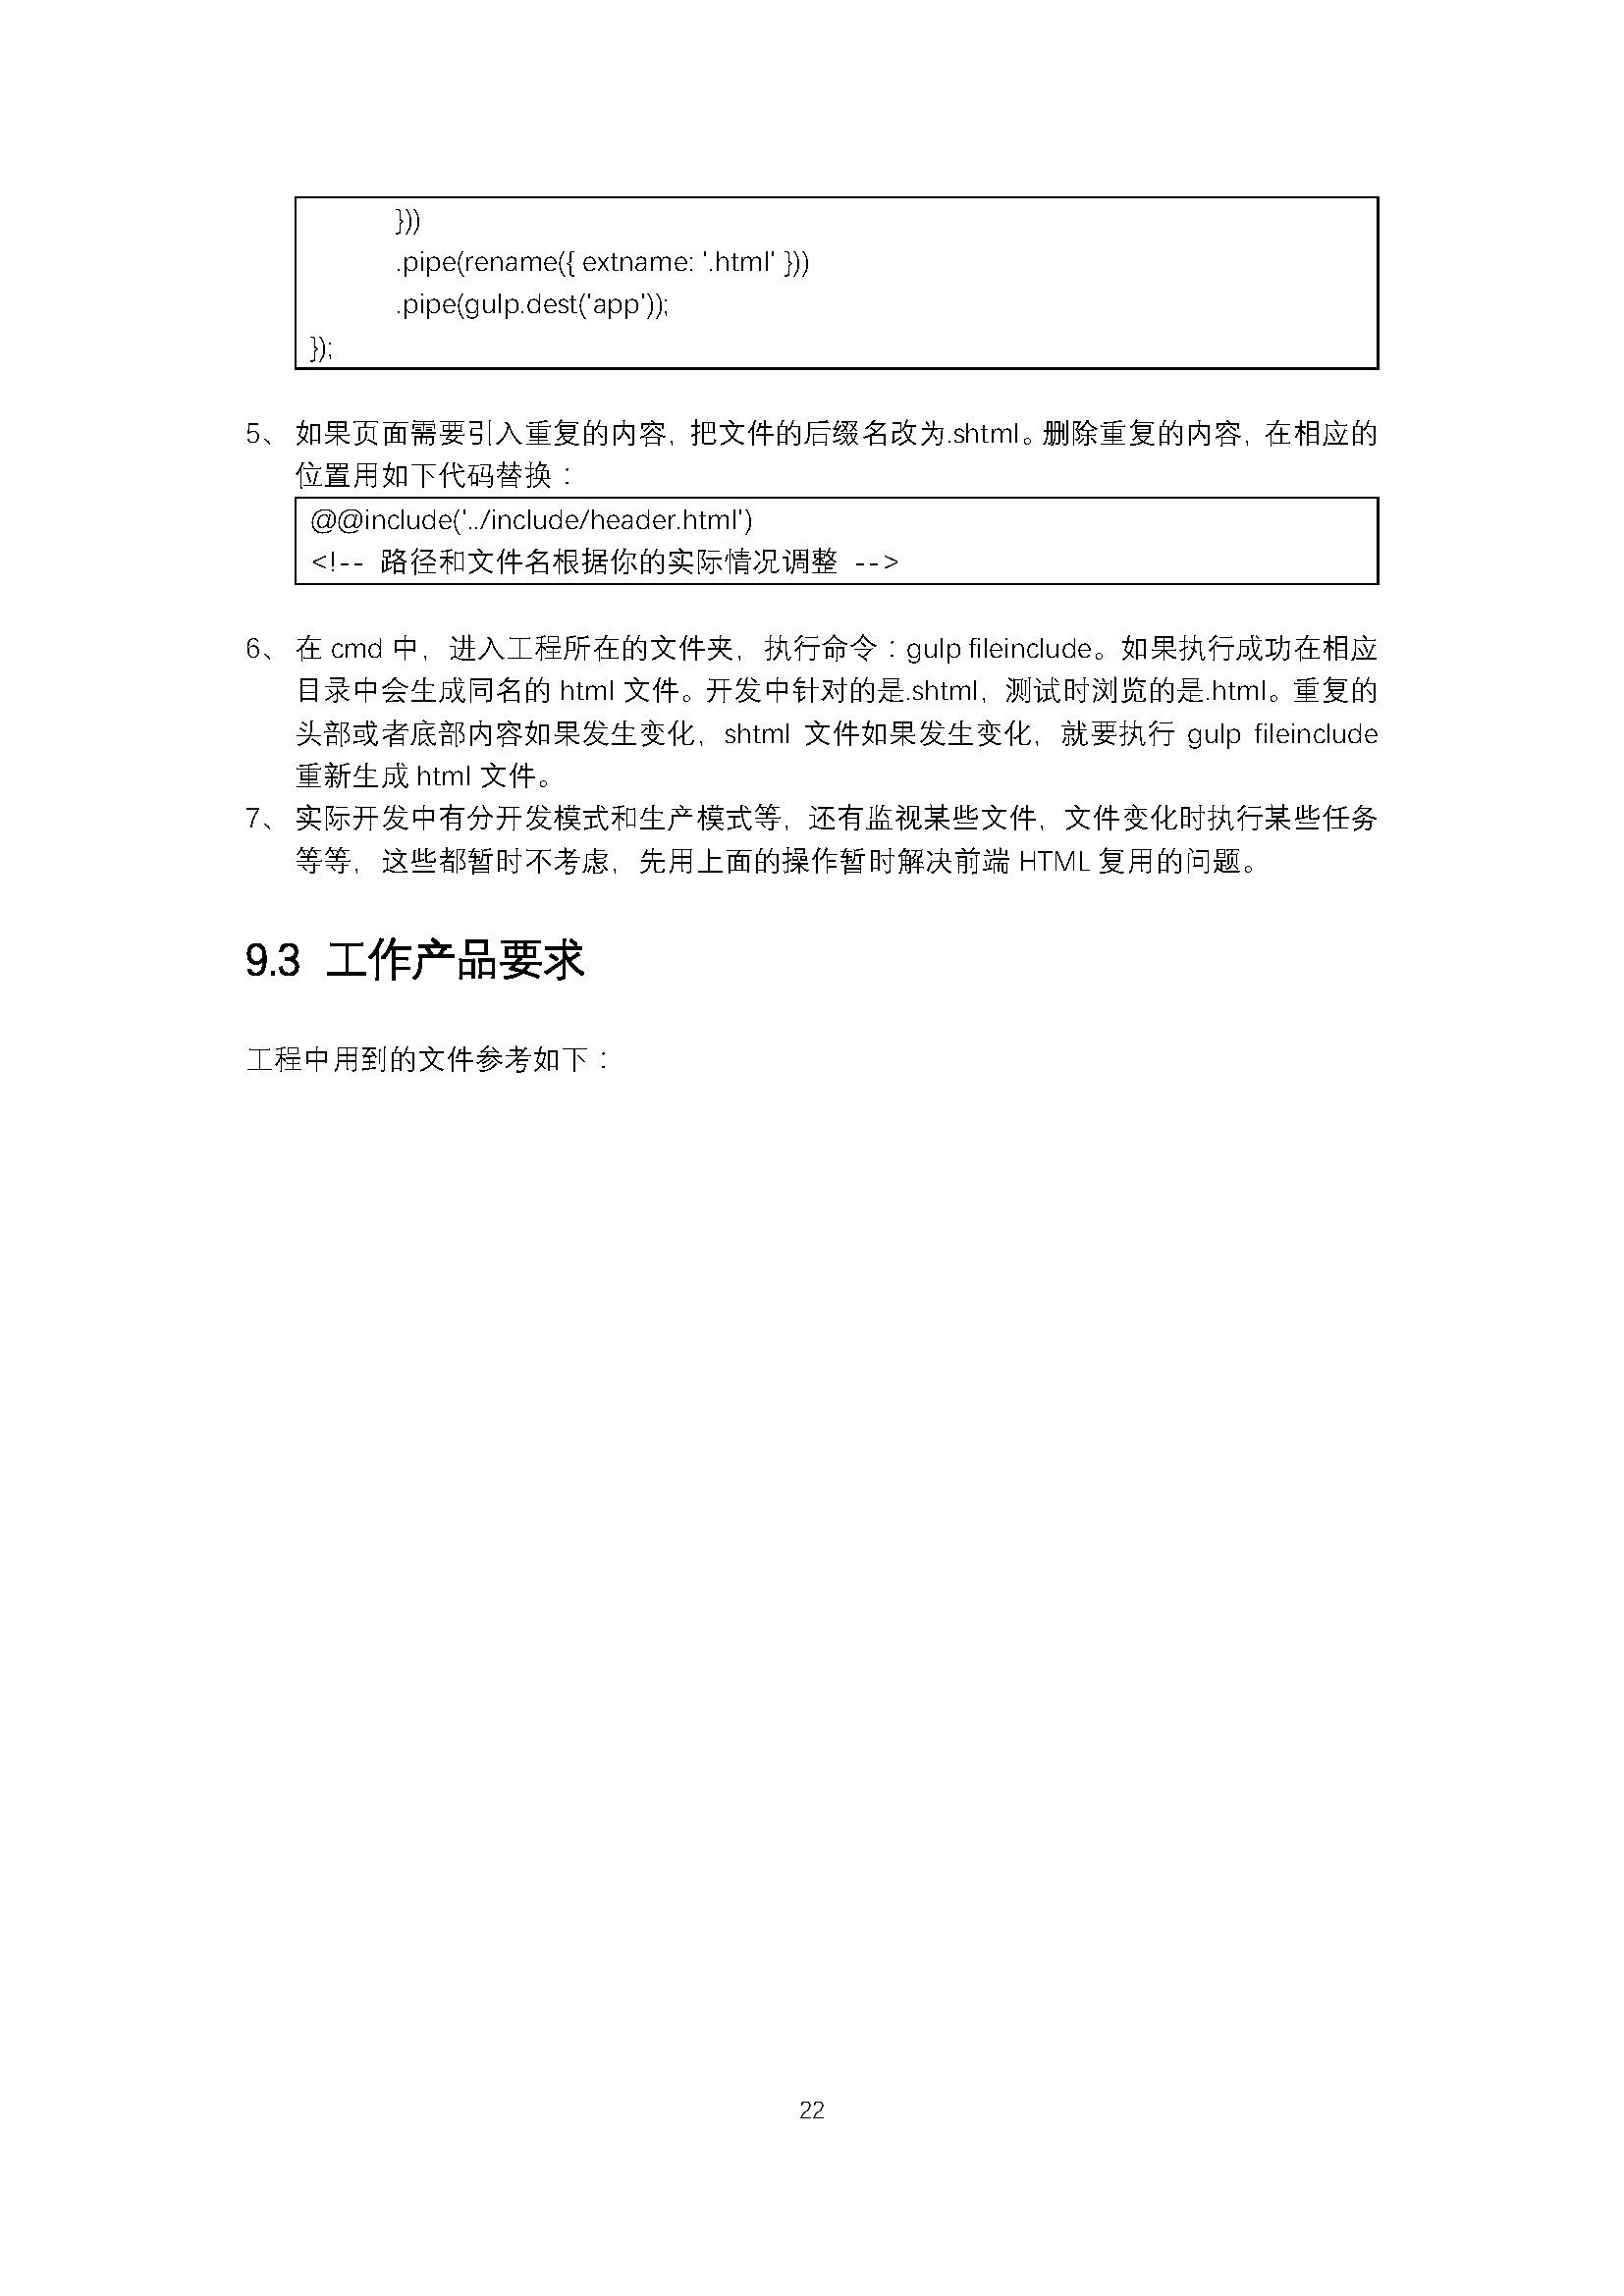 }))
.pipe(rename({ extname: '.html' }))
.pipe(gulp.dest('app'));
});
5、 如果页面需要引入重复的内容，把文件的后缀名改为.shtml。删除重复的内容，在相应的
位置用如下代码替换：
@@include('../include/header.html')
<!-- 路径和文件名根据你的实际情况调整 -->
6、 在 cmd 中，进入工程所在的文件夹，执行命令：gulp fileinclude。如果执行成功在相应
目录中会生成同名的 html 文件。开发中针对的是.shtml，测试时浏览的是.html。重复的
头部或者底部内容如果发生变化，shtml 文件如果发生变化，就要执行 gulp fileinclude
重新生成 html 文件。
7、 实际开发中有分开发模式和生产模式等，还有监视某些文件，文件变化时执行某些任务
等等，这些都暂时不考虑，先用上面的操作暂时解决前端 HTML 复用的问题。
9.3 工作产品要求
工程中用到的文件参考如下：
22